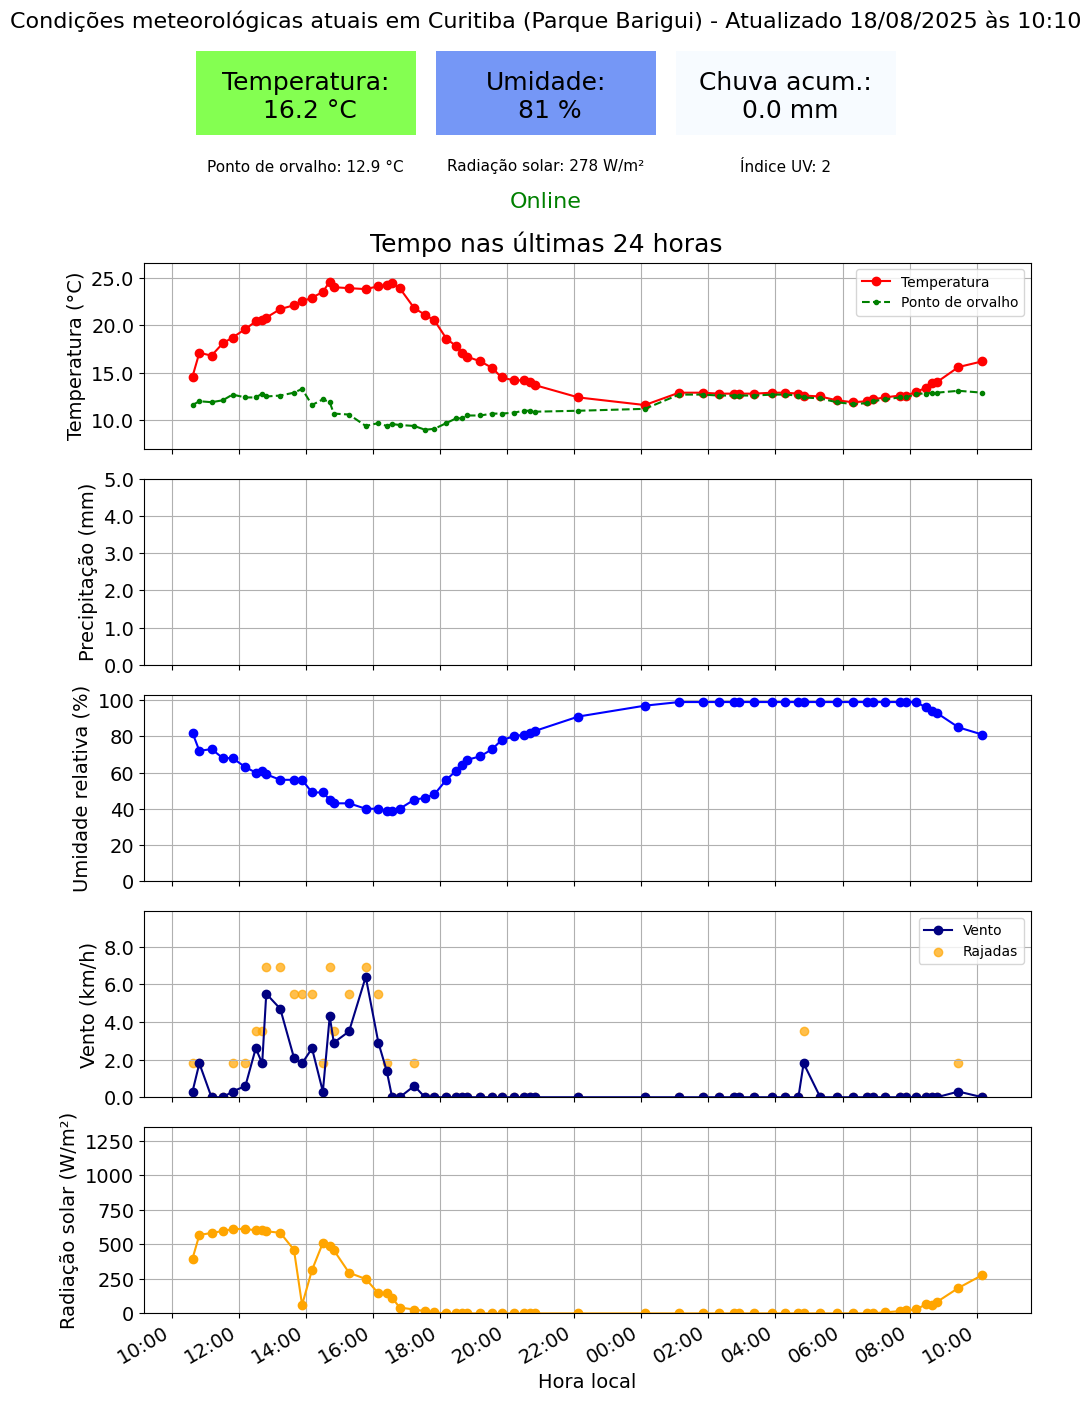 Condições meteorológicas atuais em Curitiba (Parque Barigui) - Atualizado 18/08/2025 às 10:10
Temperatura:
16.2 °C
Umidade:
81 %
Chuva acum.:
0.0 mm
Ponto de orvalho: 12.9 °C
Radiação solar: 278 W/m²
Índice UV: 2
Online
Tempo nas últimas 24 horas
Temperatura (°C)
25.0
20.0
15.0
10.0
Temperatura
Ponto de orvalho
Precipitação (mm)
5.0
4.0
3.0
2.0
1.0
0.0
Umidade relativa (%)
100
80
60
40
20
0
Vento (km/h)
8.0
6.0
4.0
2.0
0.0
Vento
Rajadas
Radiação solar (W/m²)
1250
1000
750
500
250
0
10:00
12:00
14:00
16:00
18:00
20:00
22:00
00:00
02:00
04:00
06:00
08:00
10:00
Hora local